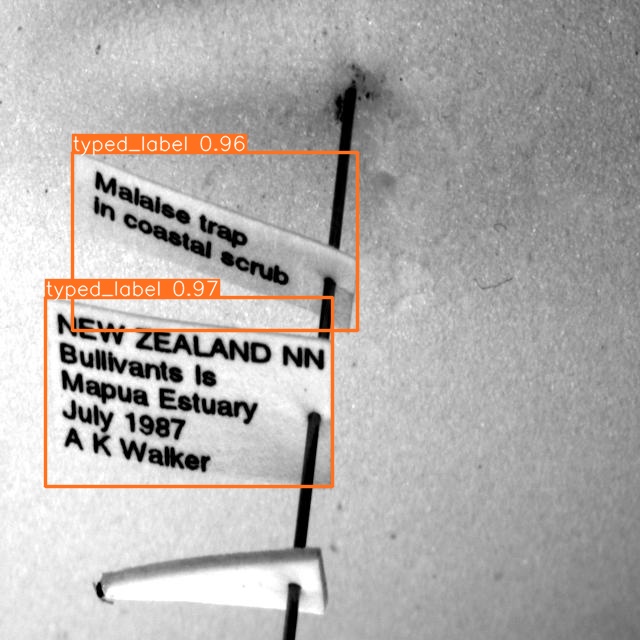 typed_label 0.96
Malaise trap
in coastal scrub
typed_label 0.97
NEW ZEALAND NN
Bullivants Is
Mapua Estuary
July 1987
A K Walker